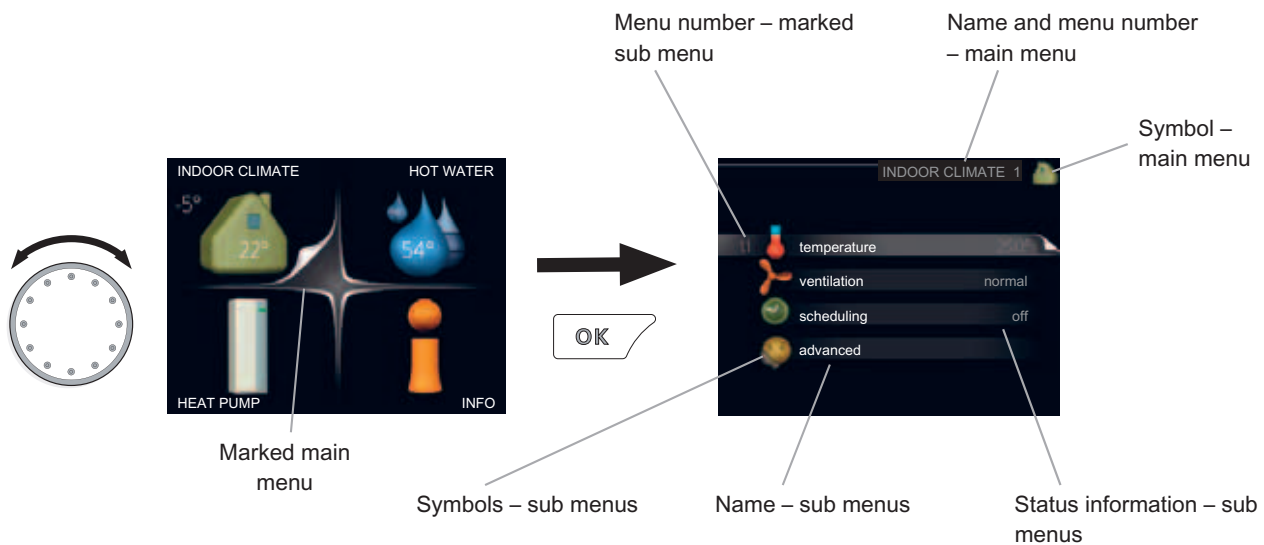 Menu number – marked
sub menu
Name and menu number
– main menu
Symbol –
main menu
INDOOR CLIMATE
HOT WATER
-5°
22°
54°
HEAT PUMP
INFO
OK
INDOOR CLIMATE 1
temperature
ventilation
normal
scheduling
off
advanced
Marked main
menu
Symbols – sub menus
Name – sub menus
Status information – sub
menus